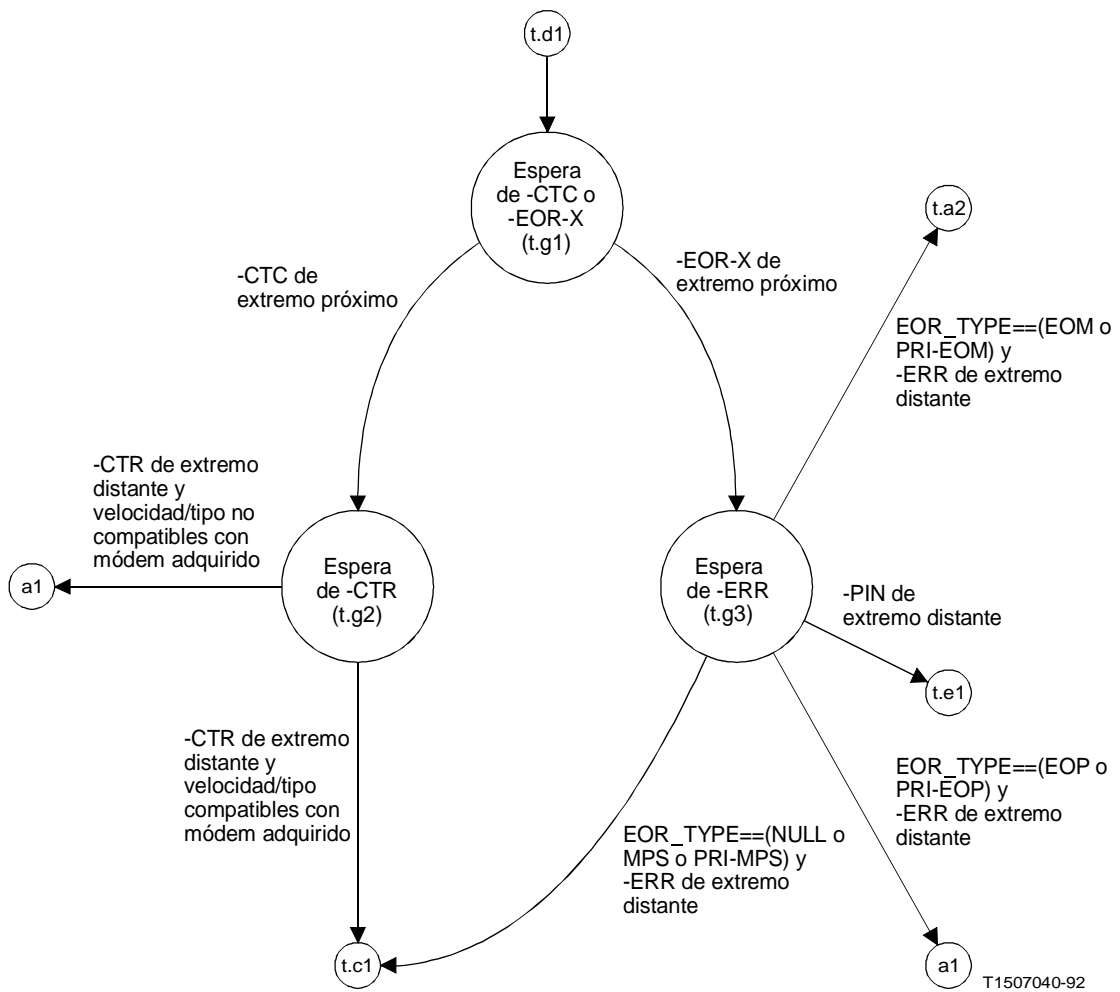 t.d1
Espera
de -CTC o
-EOR-X
(t.g1)
t.a2
-CTC de
extremo próximo
-EOR-X de
extremo próximo
EOR_TYPE==(EOM o
PRI-EOM) y
-ERR de extremo
distante
-CTR de extremo
distante y
velocidad/tipo no
compatibles con
módem adquirido
a1
Espera
de -CTR
(t.g2)
Espera
de -ERR
(t.g3)
-PIN de
extremo distante
t.e1
-CTR de extremo
distante y
velocidad/tipo
compatibles con
módem adquirido
EOR_TYPE==(NULL o
MPS o PRI-MPS) y
-ERR de extremo
distante
EOR_TYPE==(EOP o
PRI-EOP) y
-ERR de extremo
distante
t.c1
a1
T1507040-92